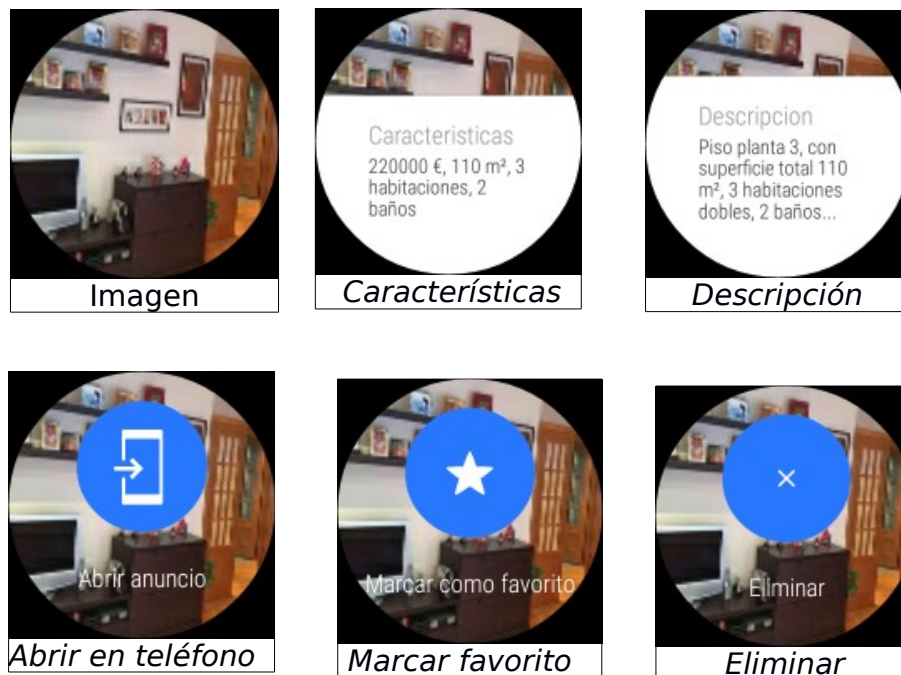 Caracteristicas
220000 €, 110 m², 3
habitaciones, 2
baños
Descripcion
Piso planta 3, con
superficie total 110
m², 3 habitaciones
dobles, 2 baños...
Imagen
Características
Descripción
Abrir anuncio
Marcar como favorito
Eliminar
Abrir en teléfono
Marcar favorito
Eliminar